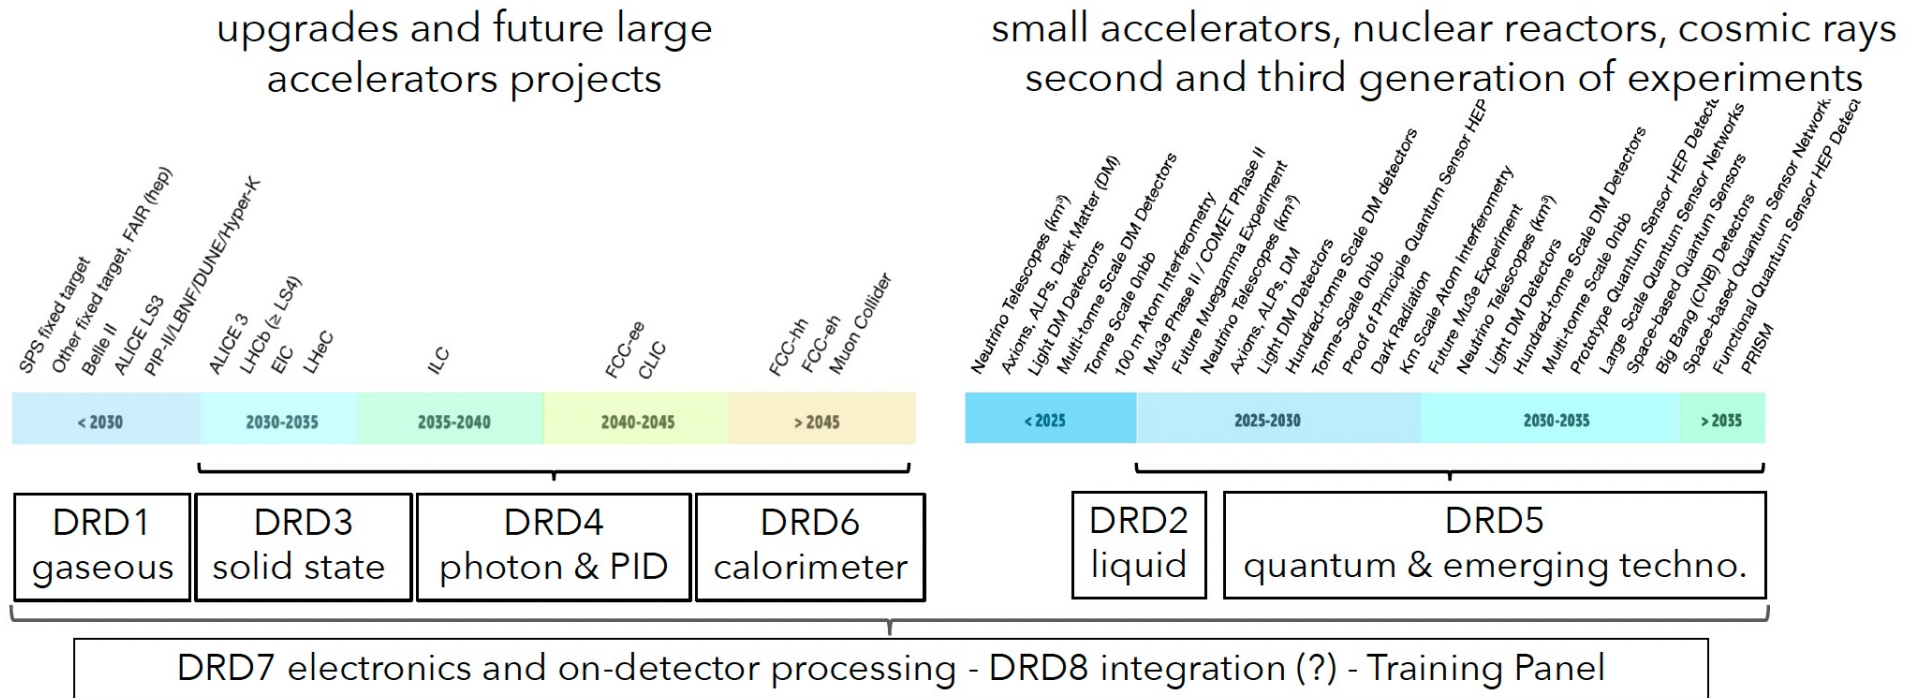 upgrades and future large
accelerators projects
SPS fixed target
Other fixed target, FAIR (hep)
Belle II
ALICE LS3
PIP-II/LBNF/DUNE/Hyper-K
ALICE 3
LHCb (≥ LS4)
EIC
LHeC
ILC
FCC-ee
CLIC
FCC-hh
FCC-eh
Muon Collider
< 2030
2030-2035
2035-2040
2040-2045
> 2045
small accelerators, nuclear reactors, cosmic rays
second and third generation of experiments
Neutrino Telescopes (km³)
Axions, ALPs, Dark Matter (DM)
Light DM Detectors
Multi-tonne Scale DM Detectors
Tonne Scale 0nbb
100 m Atom Interferometry
Mu3e Phase II / COMET Phase II
Future Muegamma Experiment
Neutrino Telescopes (km³)
Axions, ALPs, DM
Light DM Detectors
Hundred-tonne Scale DM detectors
Tonne-Scale 0nbb
Proof of Principle Quantum Sensor HEP
Dark Radiation
Km Scale Atom Interferometry
Future Mu3e Experiment
Neutrino Telescopes (km³)
Light DM Detectors
Hundred-tonne Scale DM Detectors
Multi-tonne Scale 0nbb
Prototype Quantum Sensor HEP
Large Scale Quantum Sensor Networks
Space-based Quantum Sensors
Big Bang (CNB) Detectors
Space-based Quantum Sensor
Functional Quantum Sensor HEP
PRISM
< 2025
2025-2030
2030-2035
> 2035
DRD1
gaseous
DRD3
solid state
DRD4
photon & PID
DRD6
calorimeter
DRD2
liquid
DRD5
quantum & emerging techno.
DRD7 electronics and on-detector processing - DRD8 integration (?) - Training Panel